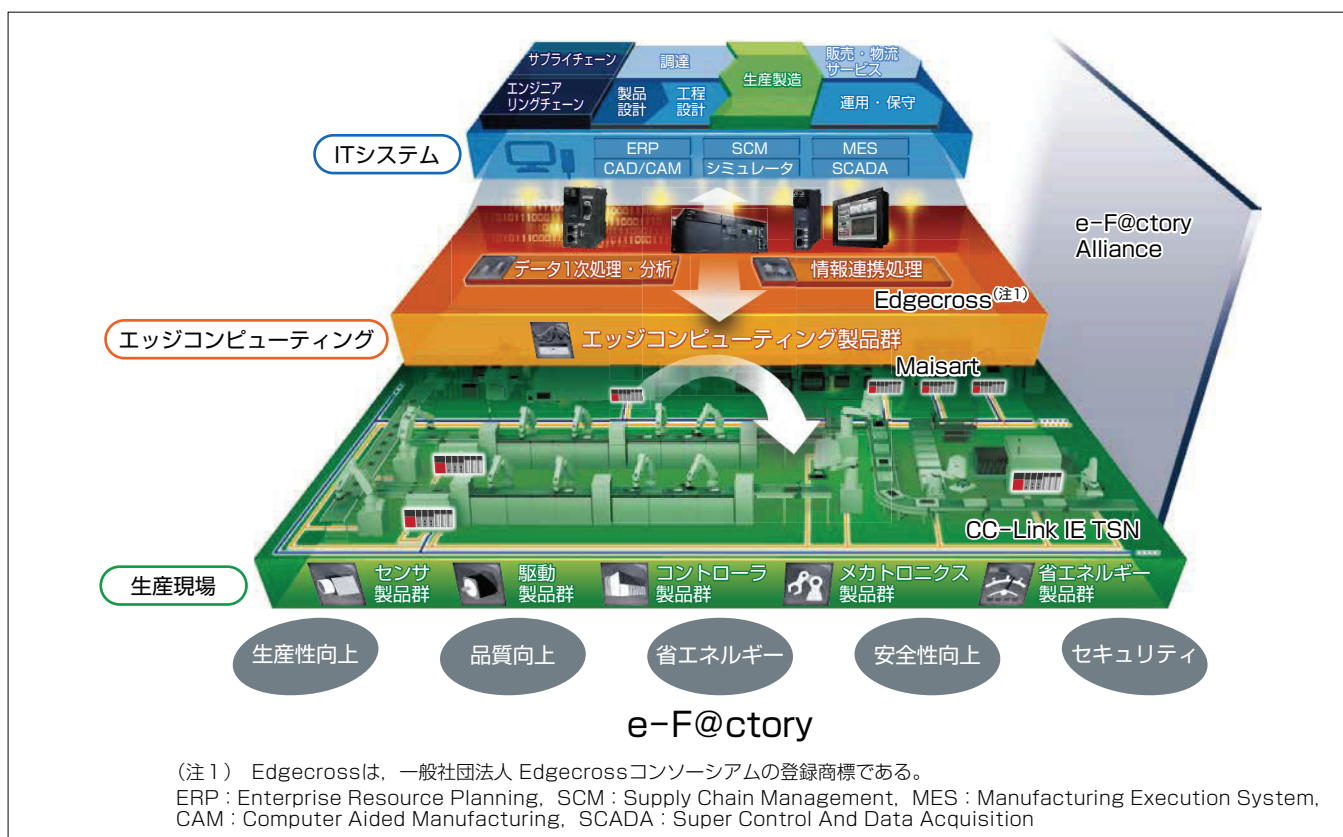 サプライチェーン
調達
生産製造
販売・物流
サービス
エンジニア
リングチェーン
製品
設計
工程
設計
運用・保守
ITシステム
ERP
SCM
MES
CAD/CAM
シミュレータ
SCADA
e-F@ctory
Alliance
データ1次処理・分析
情報連携処理
Edgecross(注1)
エッジコンピューティング
エッジコンピューティング製品群
Maisart
CC-Link IE TSN
生産現場
センサ
製品群
駆動
製品群
コントローラ
製品群
メカトロニクス
製品群
省エネルギー
製品群
生産性向上
品質向上
省エネルギー
安全性向上
セキュリティ
e-F@ctory
(注1) Edgecrossは,一般社団法人 Edgecrossコンソーシアムの登録商標である。
ERP:Enterprise Resource Planning, SCM:Supply Chain Management, MES:Manufacturing Execution System,
CAM:Computer Aided Manufacturing, SCADA:Super Control And Data Acquisition